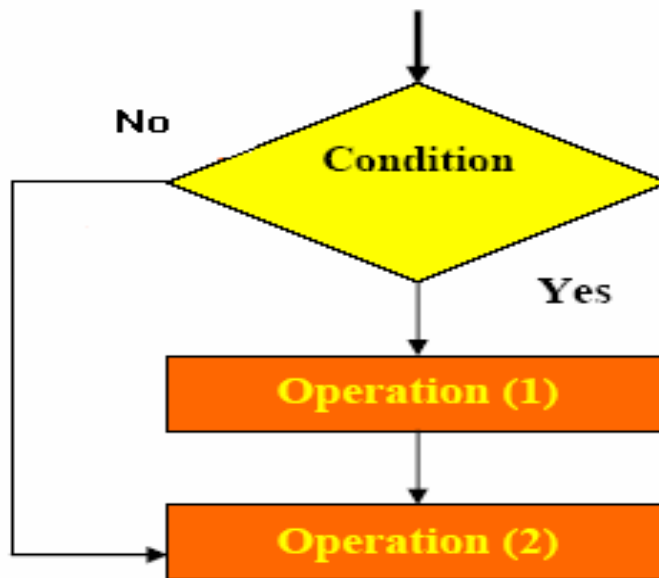 No
Condition
Yes
Operation (1)
Operation (2)